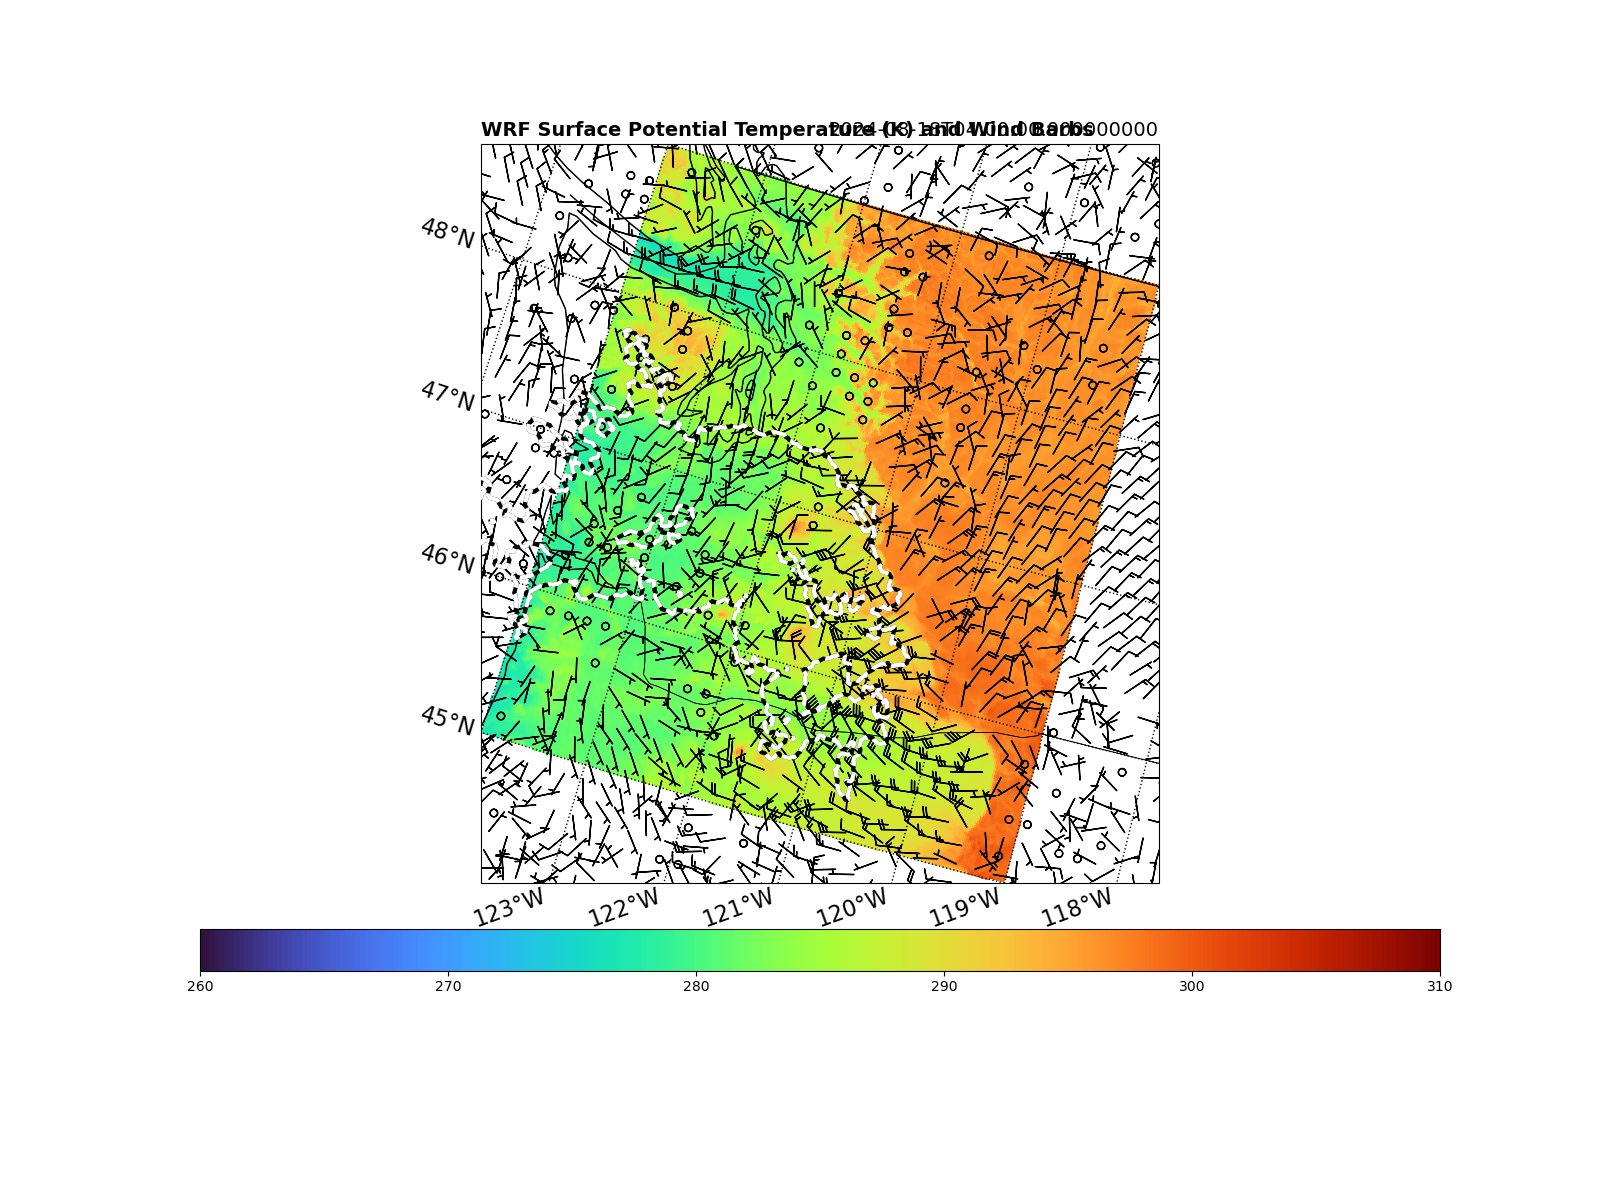 WRF Surface Potential Temperature (K) and Wind Barbs
48°N
47°N
46°N
45°N
123°W 122°W 121°W 120°W 119°W 118°W
260 270 280 290 300 310